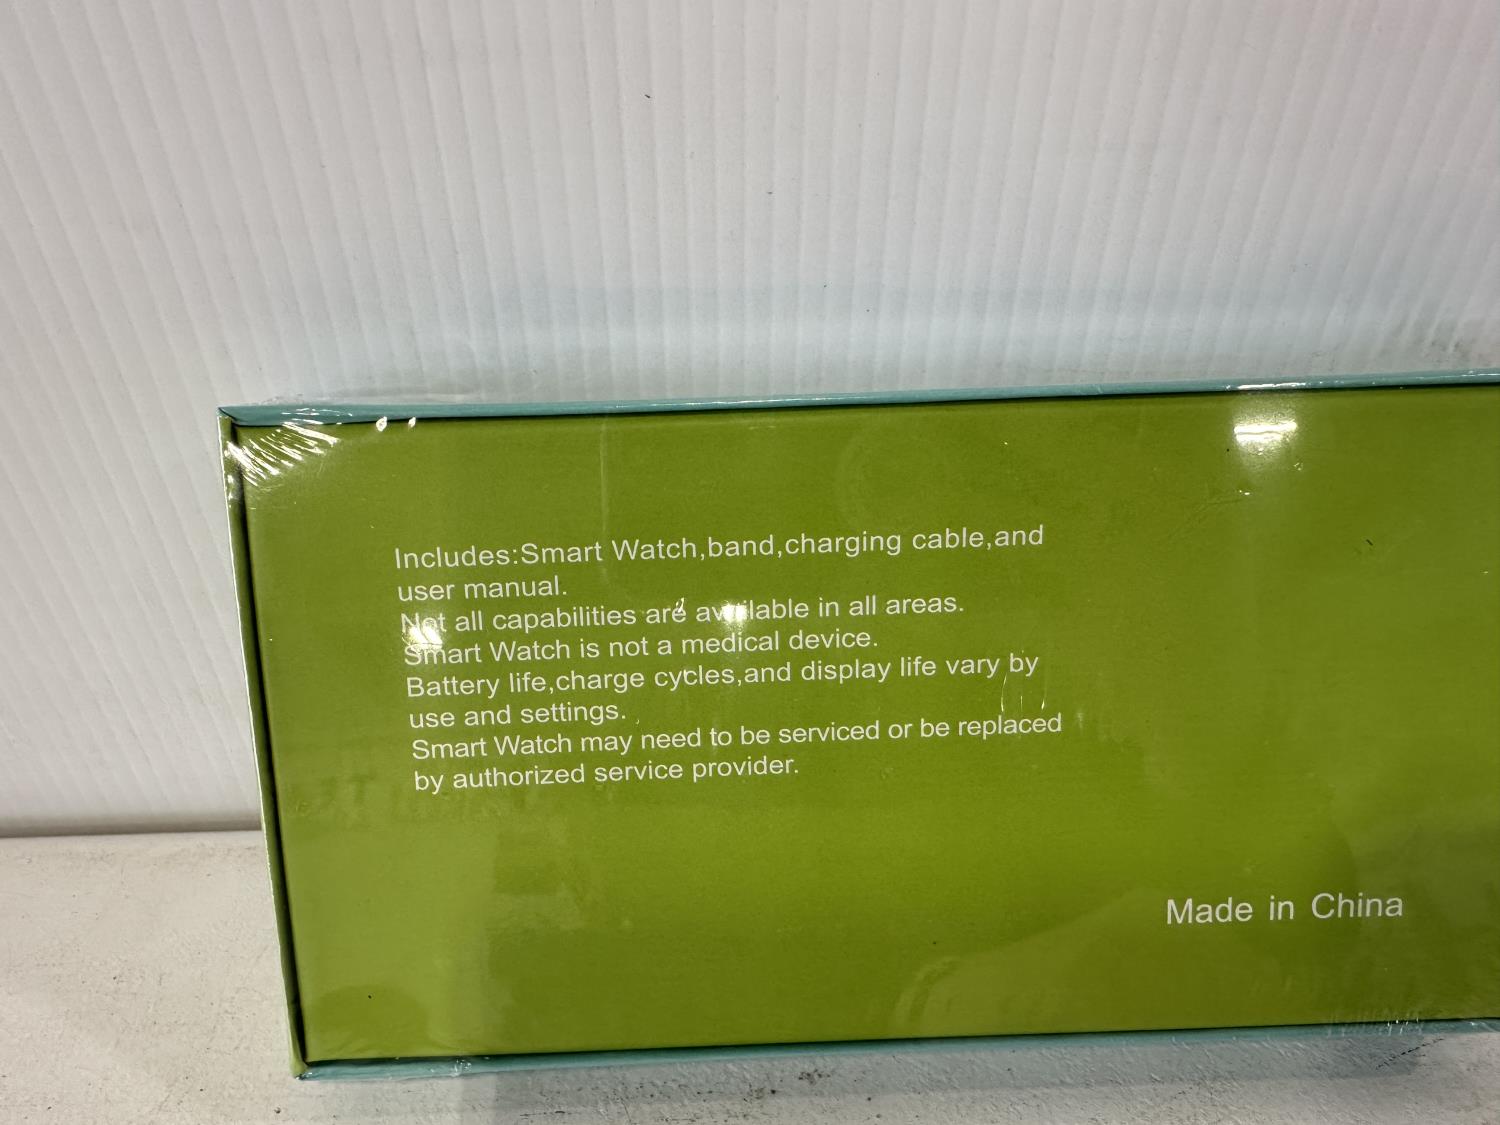 Includes:Smart Watch,band,charging cable,and
user manual.
Not all capabilities are available in all areas.
Smart Watch is not a medical device.
Battery life,charge cycles,and display life vary by
use and settings.
Smart Watch may need to be serviced or be replaced
by authorized service provider.
Made in China